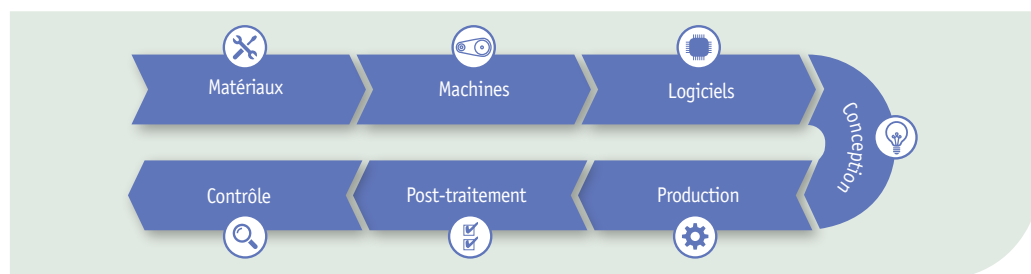 Matériaux
Machines
Logiciels
Conception
Production
Post-traitement
Contrôle